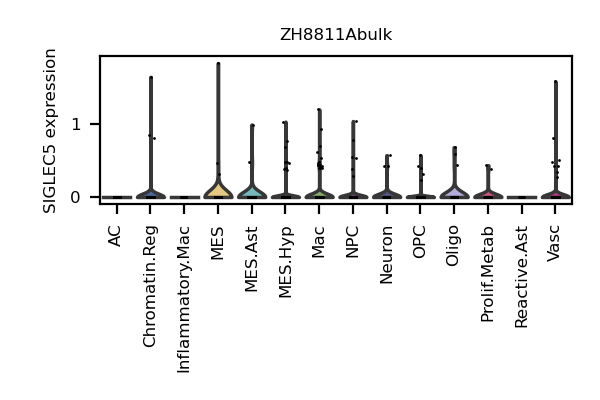 ZH8811Abulk
SIGLEC5 expression
1
0
AC
Chromatin.Reg
Inflammatory.Mac
MES
MES.Ast
MES.Hyp
Mac
NPC
Neuron
OPC
Oligo
Prolif.Metab
Reactive.Ast
Vasc